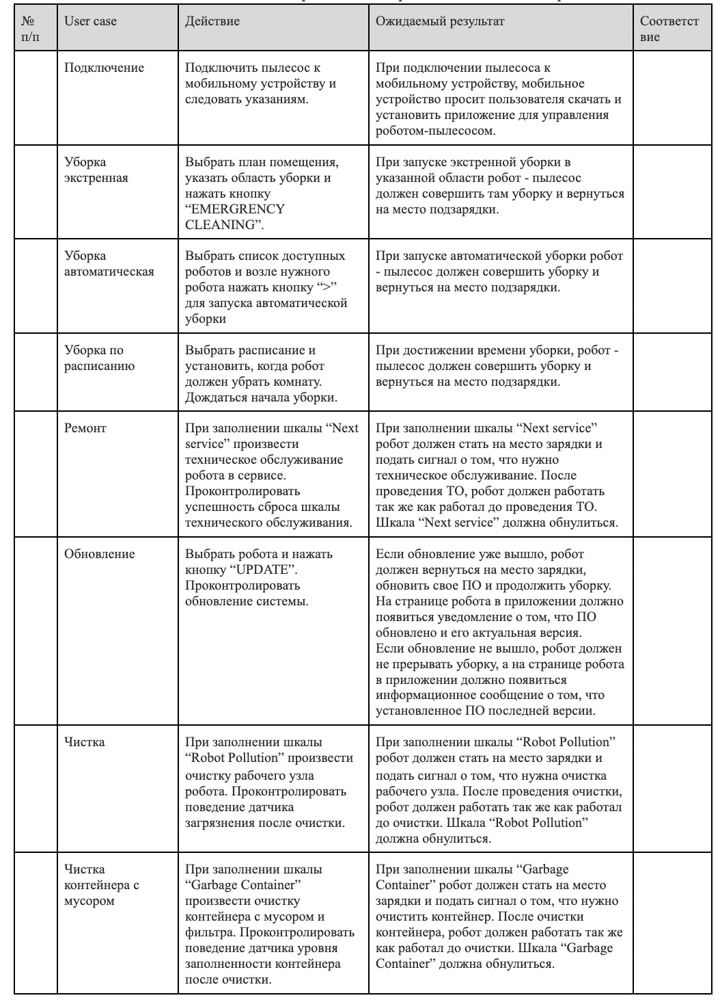 №
п/п
User case
Действие
Ожидаемый результат
Соответст
вие
Подключение
Подключить пылесос к
мобильному устройству и
следовать указаниям.
При подключении пылесоса к
мобильному устройству, мобильное
устройство просит пользователя скачать и
установить приложение для управления
роботом-пылесосом.
Уборка
экстренная
Выбрать план помещения,
указать область уборки и
нажать кнопку
“EMERGRENCY
CLEANING”.
При запуске экстренной уборки в
указанной области робот - пылесос
должен совершить там уборку и вернуться
на место подзарядки.
Уборка
автоматическая
Выбрать список доступных
роботов и возле нужного
робота нажать кнопку “>”
для запуска автоматической
уборки
При запуске автоматической уборки робот
- пылесос должен совершить уборку и
вернуться на место подзарядки.
Уборка по
расписанию
Выбрать расписание и
установить, когда робот
должен убрать комнату.
Дождаться начала уборки.
При достижении времени уборки, робот -
пылесос должен совершить уборку и
вернуться на место подзарядки.
Ремонт
При заполнении шкалы “Next
service” произвести
техническое обслуживание
робота в сервисе.
Проконтролировать
успешность сброса шкалы
технического обслуживания.
При заполнении шкалы “Next service”
робот должен стать на место зарядки и
подать сигнал о том, что нужно
техническое обслуживание. После
проведения ТО, робот должен работать
так же как работал до проведения ТО.
Шкала “Next service” должна обнулиться.
Обновление
Выбрать робота и нажать
кнопку “UPDATE”.
Проконтролировать
обновление системы.
Если обновление уже вышло, робот
должен вернуться на место зарядки,
обновить свое ПО и продолжить уборку.
На странице робота в приложении должно
появиться уведомление о том, что ПО
обновлено и его актуальная версия.
Если обновление не вышло, робот должен
не прерывать уборку, а на странице робота
в приложении должно появиться
информационное сообщение о том, что
установленное ПО последней версии.
Чистка
При заполнении шкалы
“Robot Pollution” произвести
очистку рабочего узла
робота. Проконтролировать
поведение датчика
загрязнения после очистки.
При заполнении шкалы “Robot Pollution”
робот должен стать на место зарядки и
подать сигнал о том, что нужна очистка
рабочего узла. После проведения очистки,
робот должен работать так же как работал
до очистки. Шкала “Robot Pollution”
должна обнулиться.
Чистка
контейнера с
мусором
При заполнении шкалы
“Garbage Container”
произвести очистку
контейнера с мусором и
фильтра. Проконтролировать
поведение датчика уровня
заполненности контейнера
после очистки.
При заполнении шкалы “Garbage
Container” робот должен стать на место
зарядки и подать сигнал о том, что нужно
очистить контейнер. После очистки
контейнера, робот должен работать так же
как работал до очистки. Шкала “Garbage
Container” должна обнулиться.